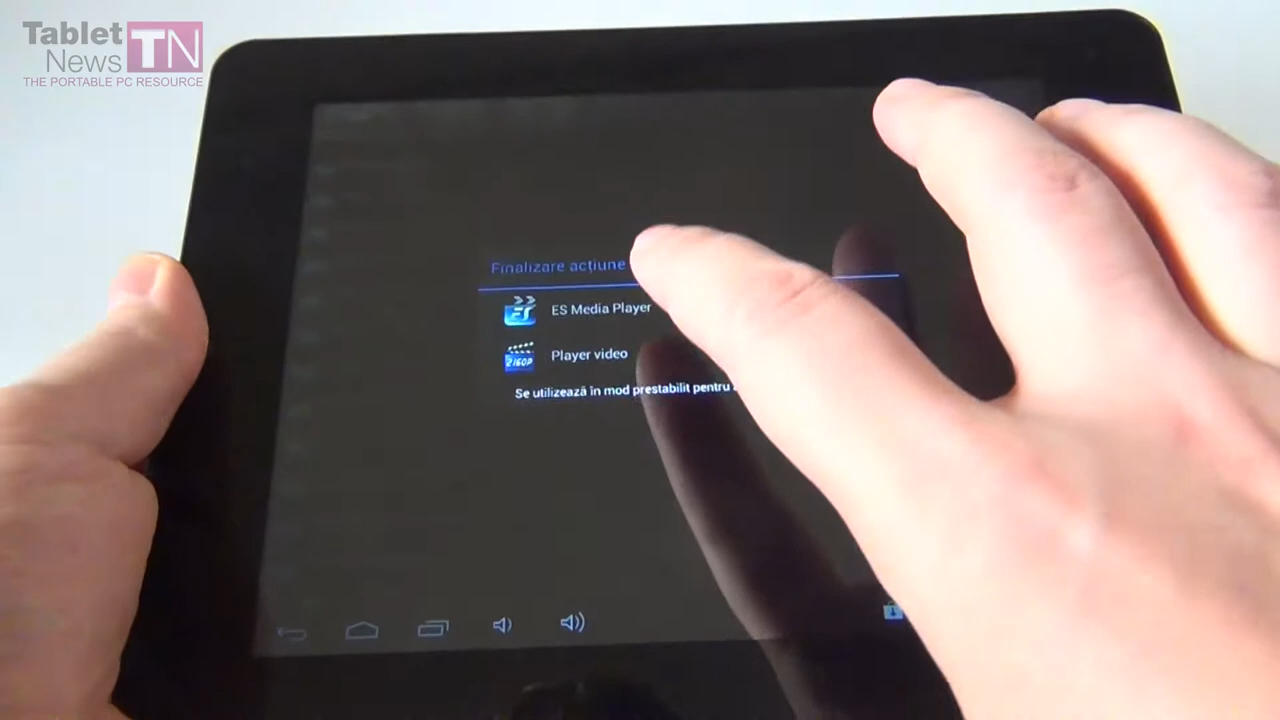 Tablet
News TN
THE PORTABLE PC RESOURCE
Finalizare acțiune
ES Media Player
2160P
Player video
Se utilizează în mod prestabilit pentru